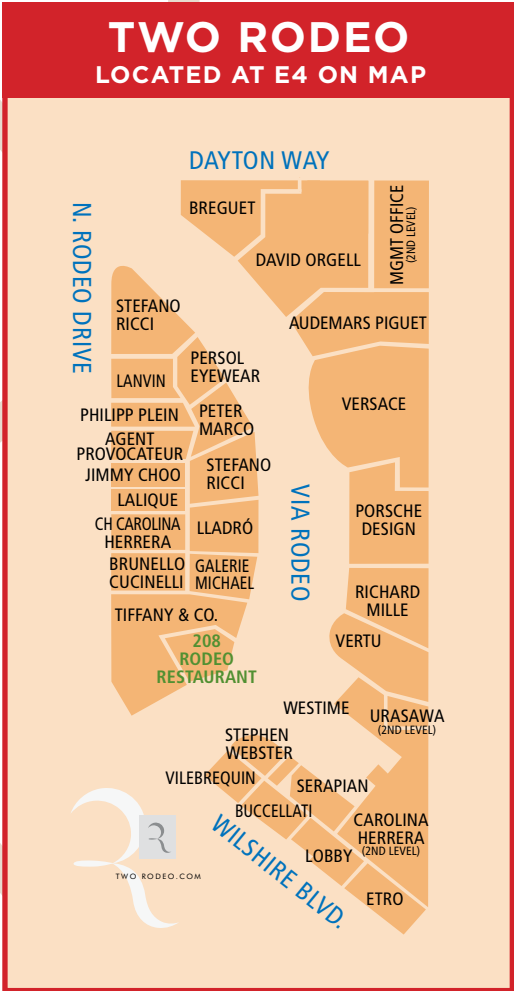 TWO RODEO
LOCATED AT E4 ON MAP
DAYTON WAY
N. RODEO DRIVE
BREGUET
DAVID ORGELL
MGMT OFFICE
(2ND LEVEL)
STEFANO
RICCI
AUDEMARS PIGUET
PERSOL
EYEWEAR
LANVIN
VERSACE
PHILIPP PLEIN
PETER
MARCO
AGENT
PROVOCATEUR
JIMMY CHOO
STEFANO
RICCI
LALIQUE
VIA RODEO
PORSCHE
DESIGN
CH CAROLINA
HERRERA
LLADRÓ
BRUNELLO
CUCINELLI
GALERIE
MICHAEL
RICHARD
MILLE
TIFFANY & CO.
208
RODEO
RESTAURANT
VERTU
WESTIME
URASAWA
(2ND LEVEL)
STEPHEN
WEBSTER
VILEBREQUIN
SERAPIAN
BUCCELLATI
CAROLINA
HERRERA
(2ND LEVEL)
WILSHIRE BLVD.
LOBBY
ETRO
2R
TWO RODEO.COM